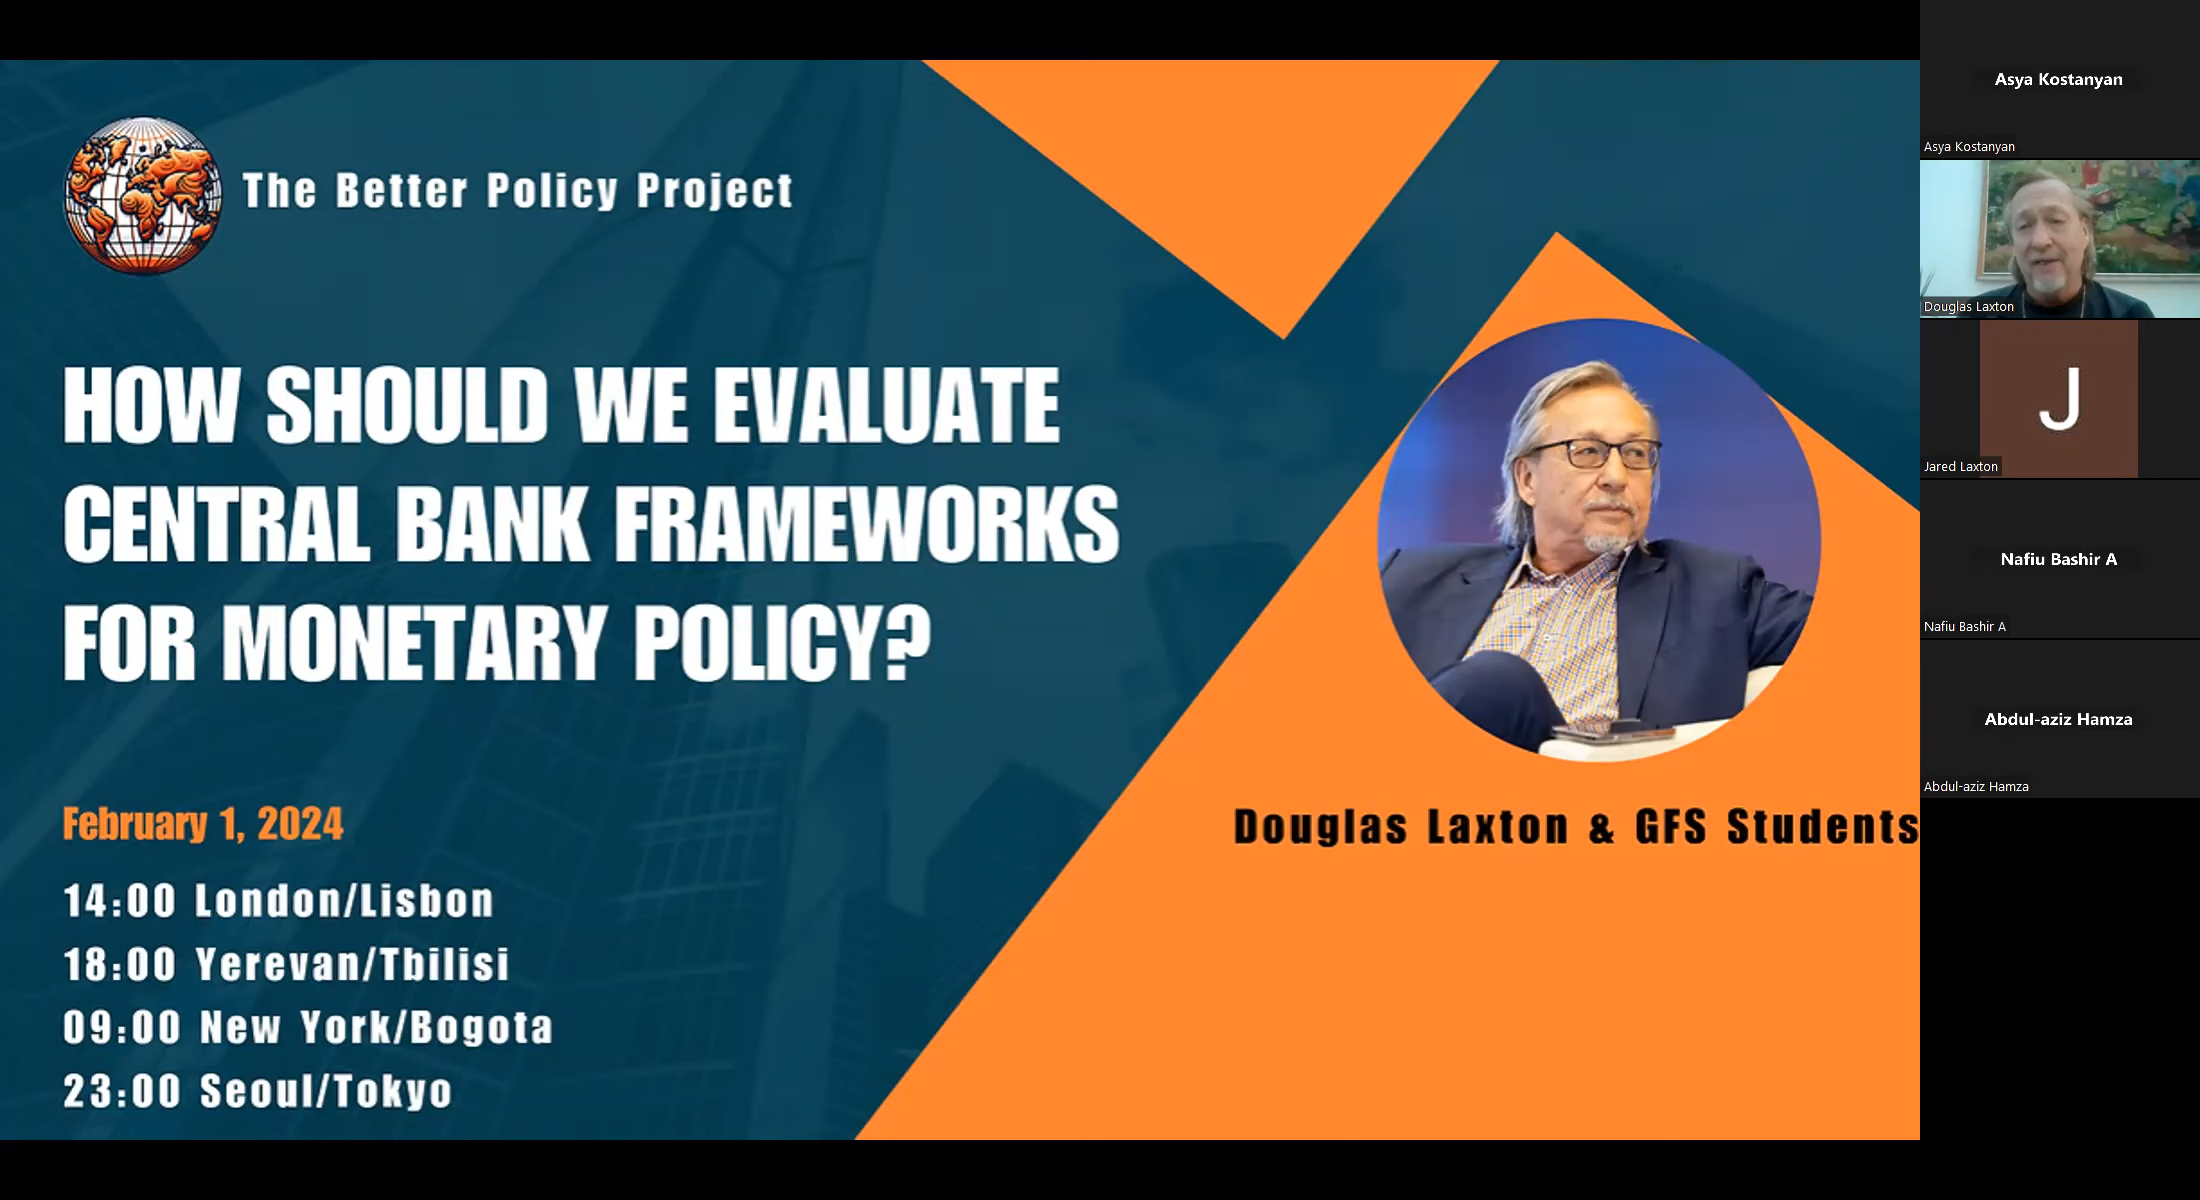 The Better Policy Project
HOW SHOULD WE EVALUATE
CENTRAL BANK FRAMEWORKS
FOR MONETARY POLICY?
February 1, 2024
14:00 London/Lisbon
18:00 Yerevan/Tbilisi
09:00 New York/Bogota
23:00 Seoul/Tokyo
Douglas Laxton & GFS Students
Asya Kostanyan
Asya Kostanyan
Douglas Laxton
J
Jared Laxton
Nafiu Bashir A
Nafiu Bashir A
Abdul-aziz Hamza
Abdul-aziz Hamza